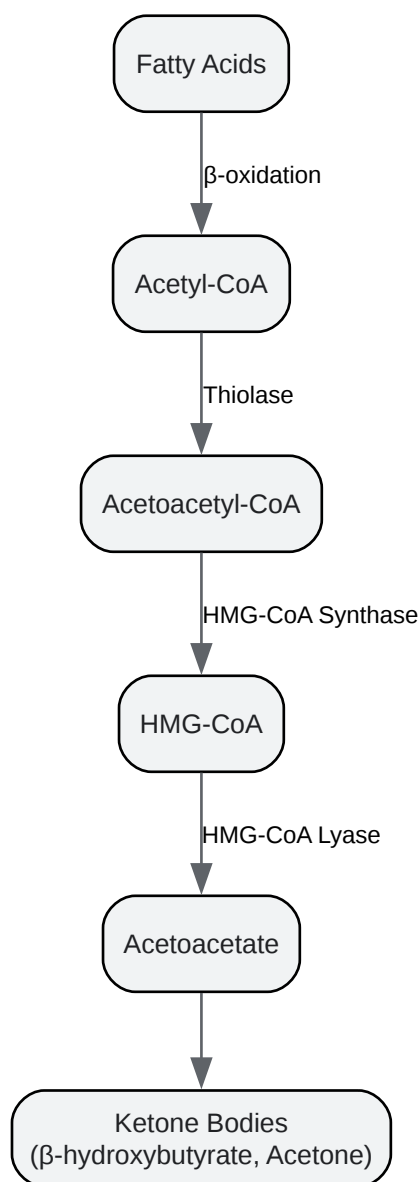 Fatty Acids
β-oxidation
Acetyl-CoA
Thiolase
Acetoacetyl-CoA
HMG-CoA Synthase
HMG-CoA
HMG-CoA Lyase
Acetoacetate
Ketone Bodies
(β-hydroxybutyrate, Acetone)